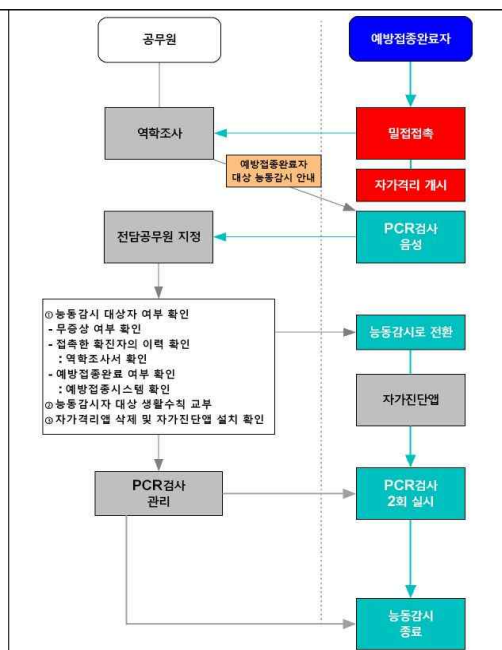 공무원
예방접종완료자
역학조사
밀접접촉
예방접종완료자
대상 능동감시 안내
자가격리 개시
전담공무원 지정
PCR검사
음성
① 능동감시 대상자 여부 확인
- 무증상 여부 확인
- 접촉한 확진자의 이력 확인
: 역학조사서 확인
- 예방접종완료 여부 확인
: 예방접종시스템 확인
② 능동감시자 대상 생활수칙 교부
③ 자가격리앱 삭제 및 자가진단앱 설치 확인
능동감시로 전환
자가진단앱
PCR검사
관리
PCR검사
2회 실시
능동감시
종료